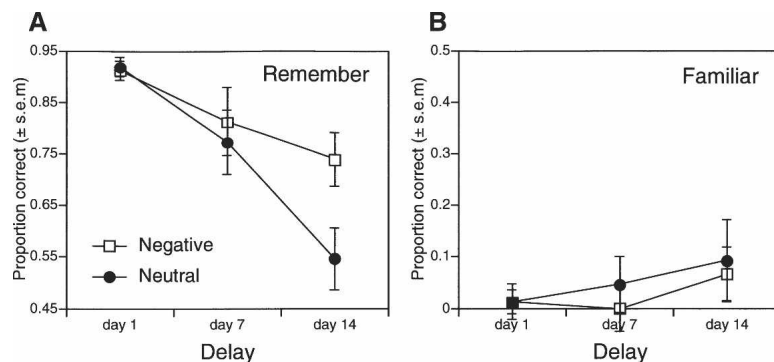 A
Remember
Proportion correct (± s.e.m)
0.95
0.85
0.75
0.65
0.55
0.45
Negative
Neutral
day 1
day 7
day 14
Delay
B
Familiar
Proportion correct (± s.e.m)
0.5
0.4
0.3
0.2
0.1
0
day 1
day 7
day 14
Delay